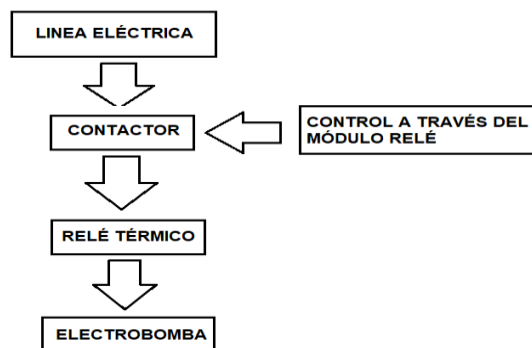 LINEA ELÉCTRICA
CONTACTOR
CONTROL A TRAVÉS DEL
MÓDULO RELÉ
RELÉ TÉRMICO
ELECTROBOMBA